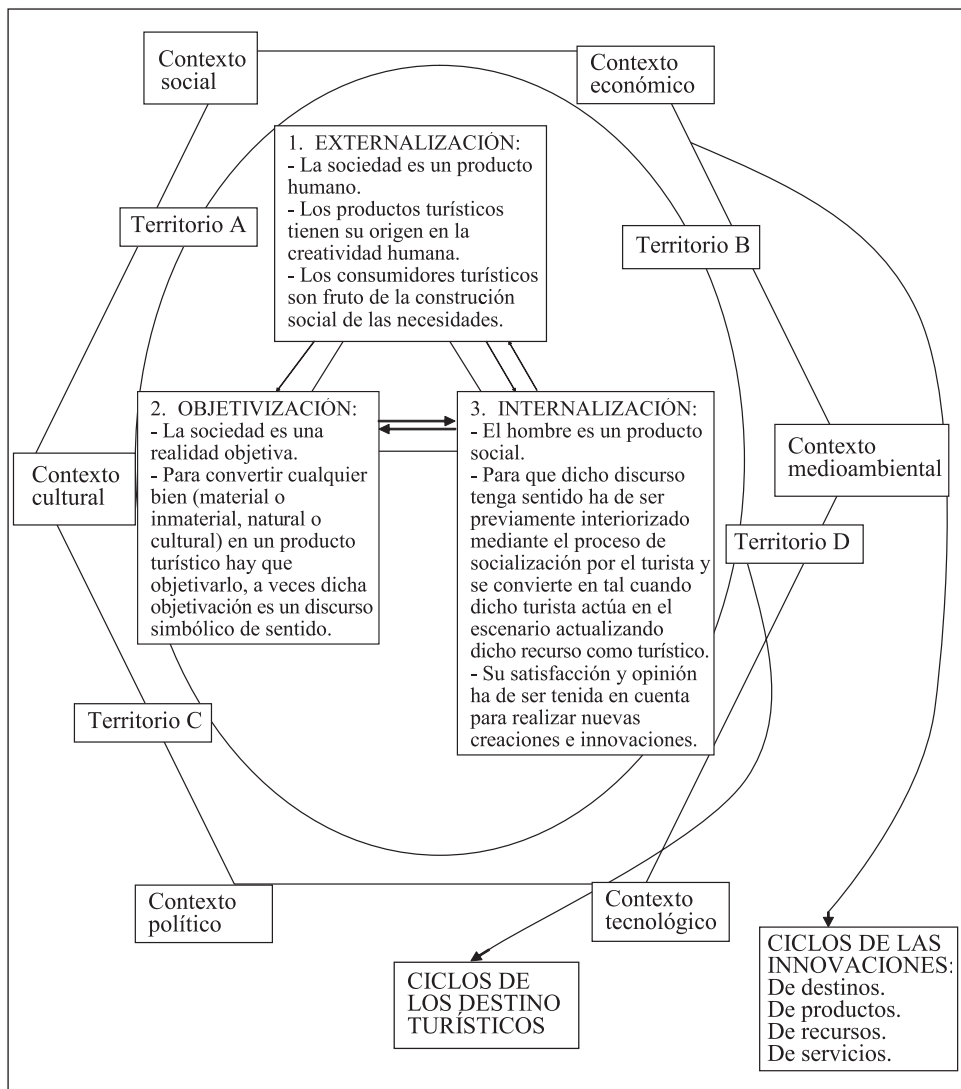 Contexto
social
Contexto
económico
1. EXTERNALIZACIÓN:
- La sociedad es un producto
humano.
- Los productos turísticos
tienen su origen en la
creatividad humana.
- Los consumidores turísticos
son fruto de la construción
social de las necesidades.
Territorio A
Territorio B
2. OBJETIVIZACIÓN:
- La sociedad es una
realidad objetiva.
- Para convertir cualquier
bien (material o
inmaterial, natural o
cultural) en un producto
turístico hay que
objetivarlo, a veces dicha
objetivación es un discurso
simbólico de sentido.
3. INTERNALIZACIÓN:
- El hombre es un producto
social.
- Para que dicho discurso
tenga sentido ha de ser
previamente interiorizado
mediante el proceso de
socialización por el turista y
se convierte en tal cuando
dicho turista actúa en el
escenario actualizando
dicho recurso como turístico.
- Su satisfacción y opinión
ha de ser tenida en cuenta
para realizar nuevas
creaciones e innovaciones.
Contexto
cultural
Contexto
medioambiental
Territorio D
Territorio C
Contexto
político
Contexto
tecnológico
CICLOS DE
LOS DESTINO
TURÍSTICOS
CICLOS DE LAS
INNOVACIONES:
De destinos.
De productos.
De recursos.
De servicios.